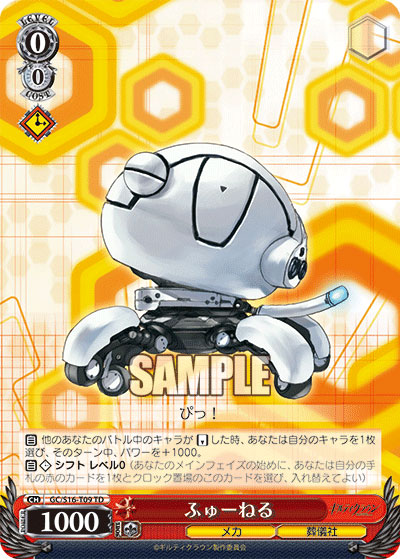 LEVEL
0
0
COST
SAMPLE
ぴっ！
自 他のあなたのバトル中のキャラが【】した時、あなたは自分のキャラを1枚
選び、そのターン中、パワーを+1000。
自 シフト レベル0 (あなたのメインフェイズの始めに、あなたは自分の手
札の赤のカード1枚とクロック置場のこのカードを選び、入れ替えてよい)
CH GC/S16-109 TD
1000
ふゅーねる
メカ
葬儀社
©ギルティクラウン製作委員会